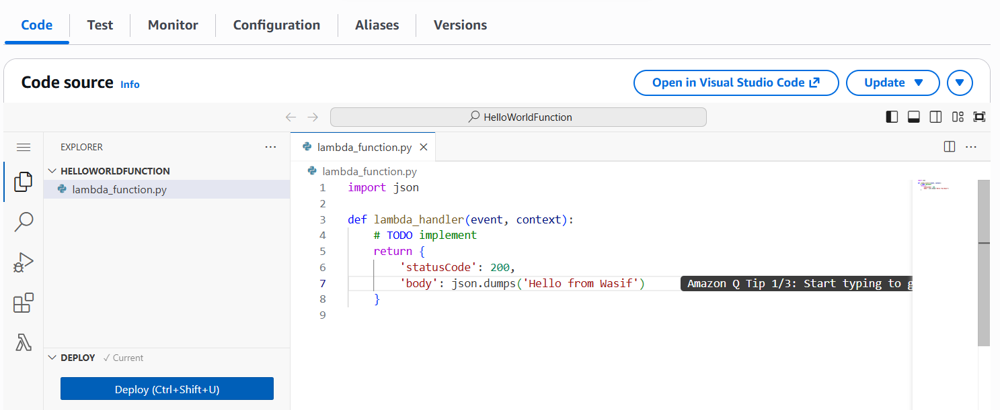 Code Test Monitor Configuration Aliases Versions
Code source Info
Open in Visual Studio Code Update
HelloWorldFunction
EXPLORER
HELLOWORLDFUNCTION
lambda_function.py
DEPLOY ✓ Current
Deploy (Ctrl+Shift+U)
lambda_function.py
lambda_function.py
1 import json
2
3 def lambda_handler(event, context):
4     # TODO implement
5     return {
6         'statusCode': 200,
7         'body': json.dumps('Hello from Wasif') Amazon Q Tip 1/3: Start typing to g
8     }
9